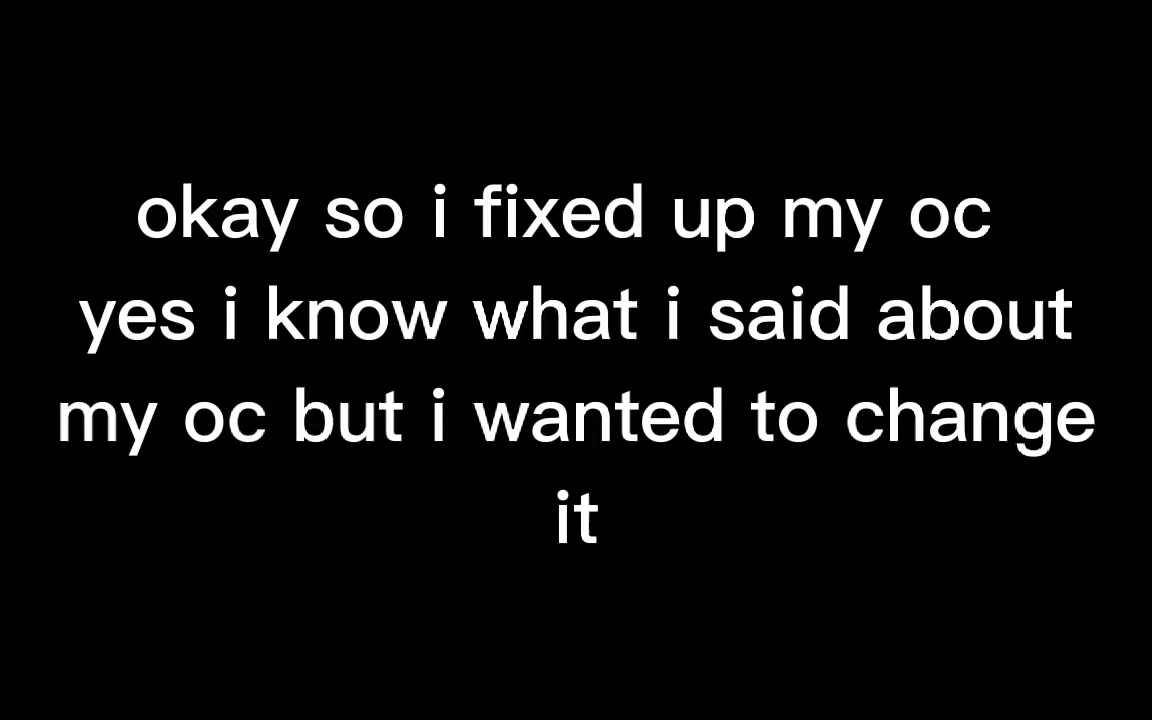 okay so i fixed up my oc
yes i know what i said about
my oc but i wanted to change
it